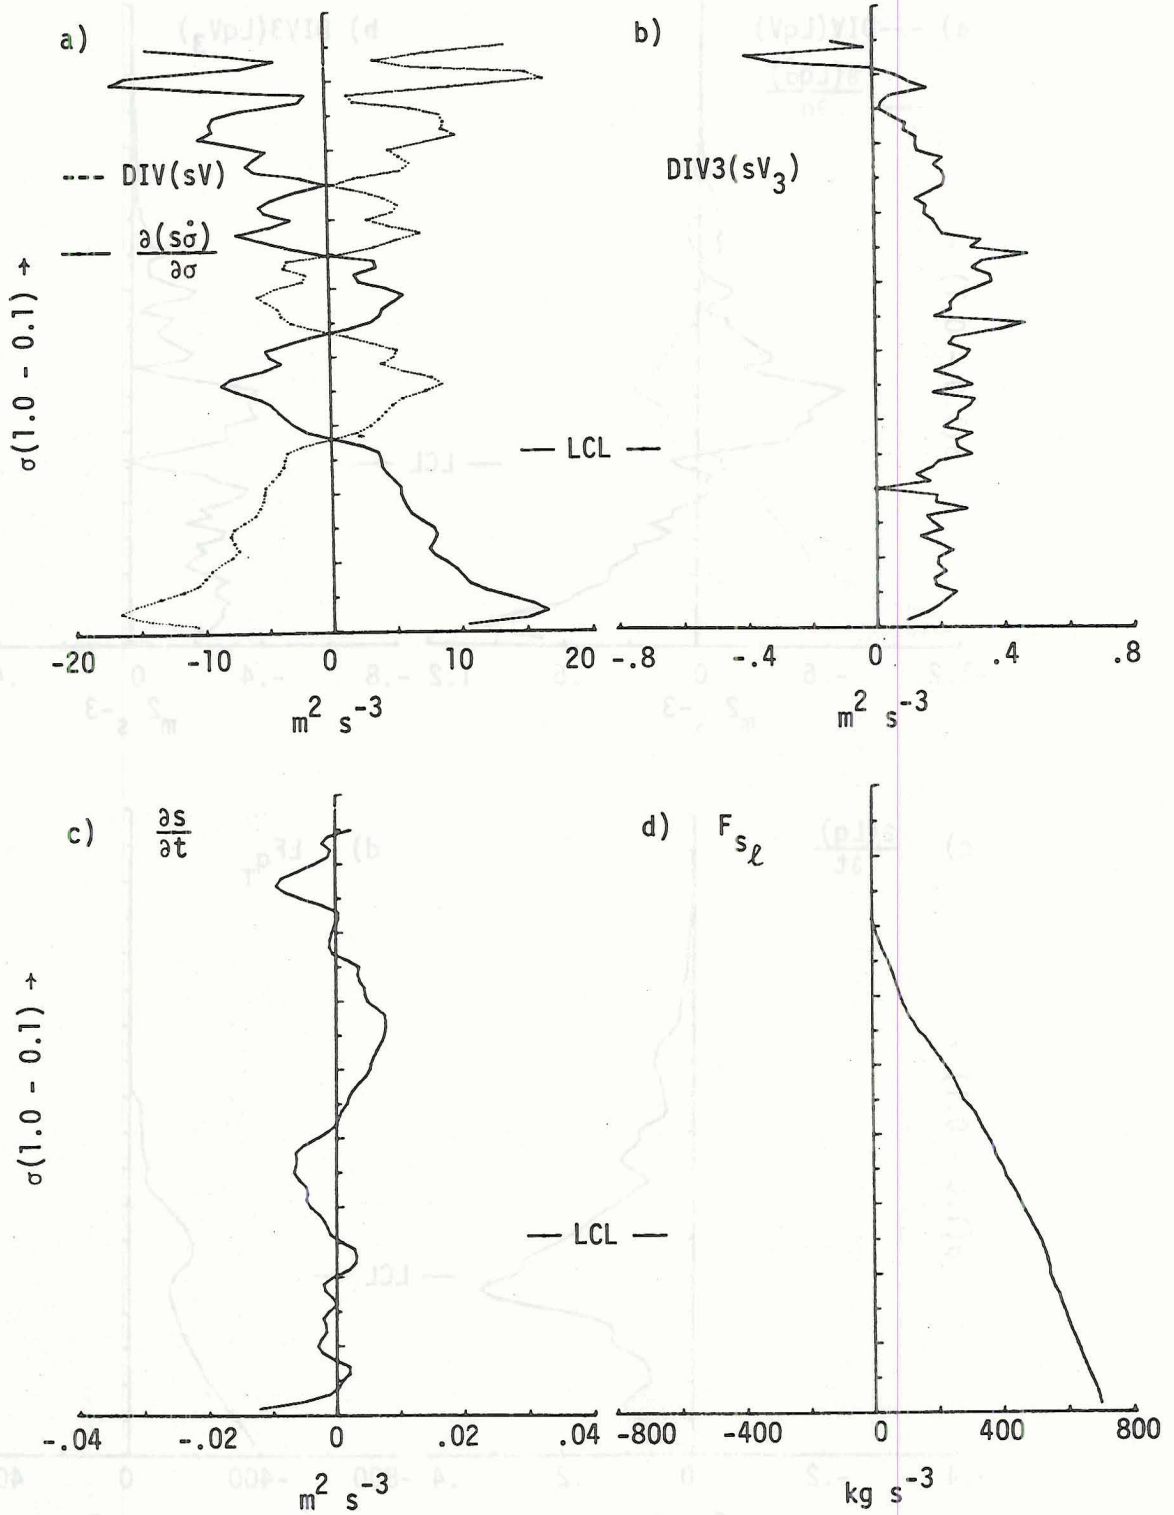 a)
--- DIV(sV)
— ∂(sσ̇)/∂σ
σ(1.0 - 0.1) →
-20 -10 0 10 20
m² s⁻³
b)
DIV3(sV₃)
— LCL —
-.8 -.4 0 .4 .8
m² s⁻³
c) ∂s/∂t
σ(1.0 - 0.1) →
-.04 -.02 0 .02 .04
m² s⁻³
d) F_{s_ℓ}
— LCL —
-800 -400 0 400 800
kg s⁻³